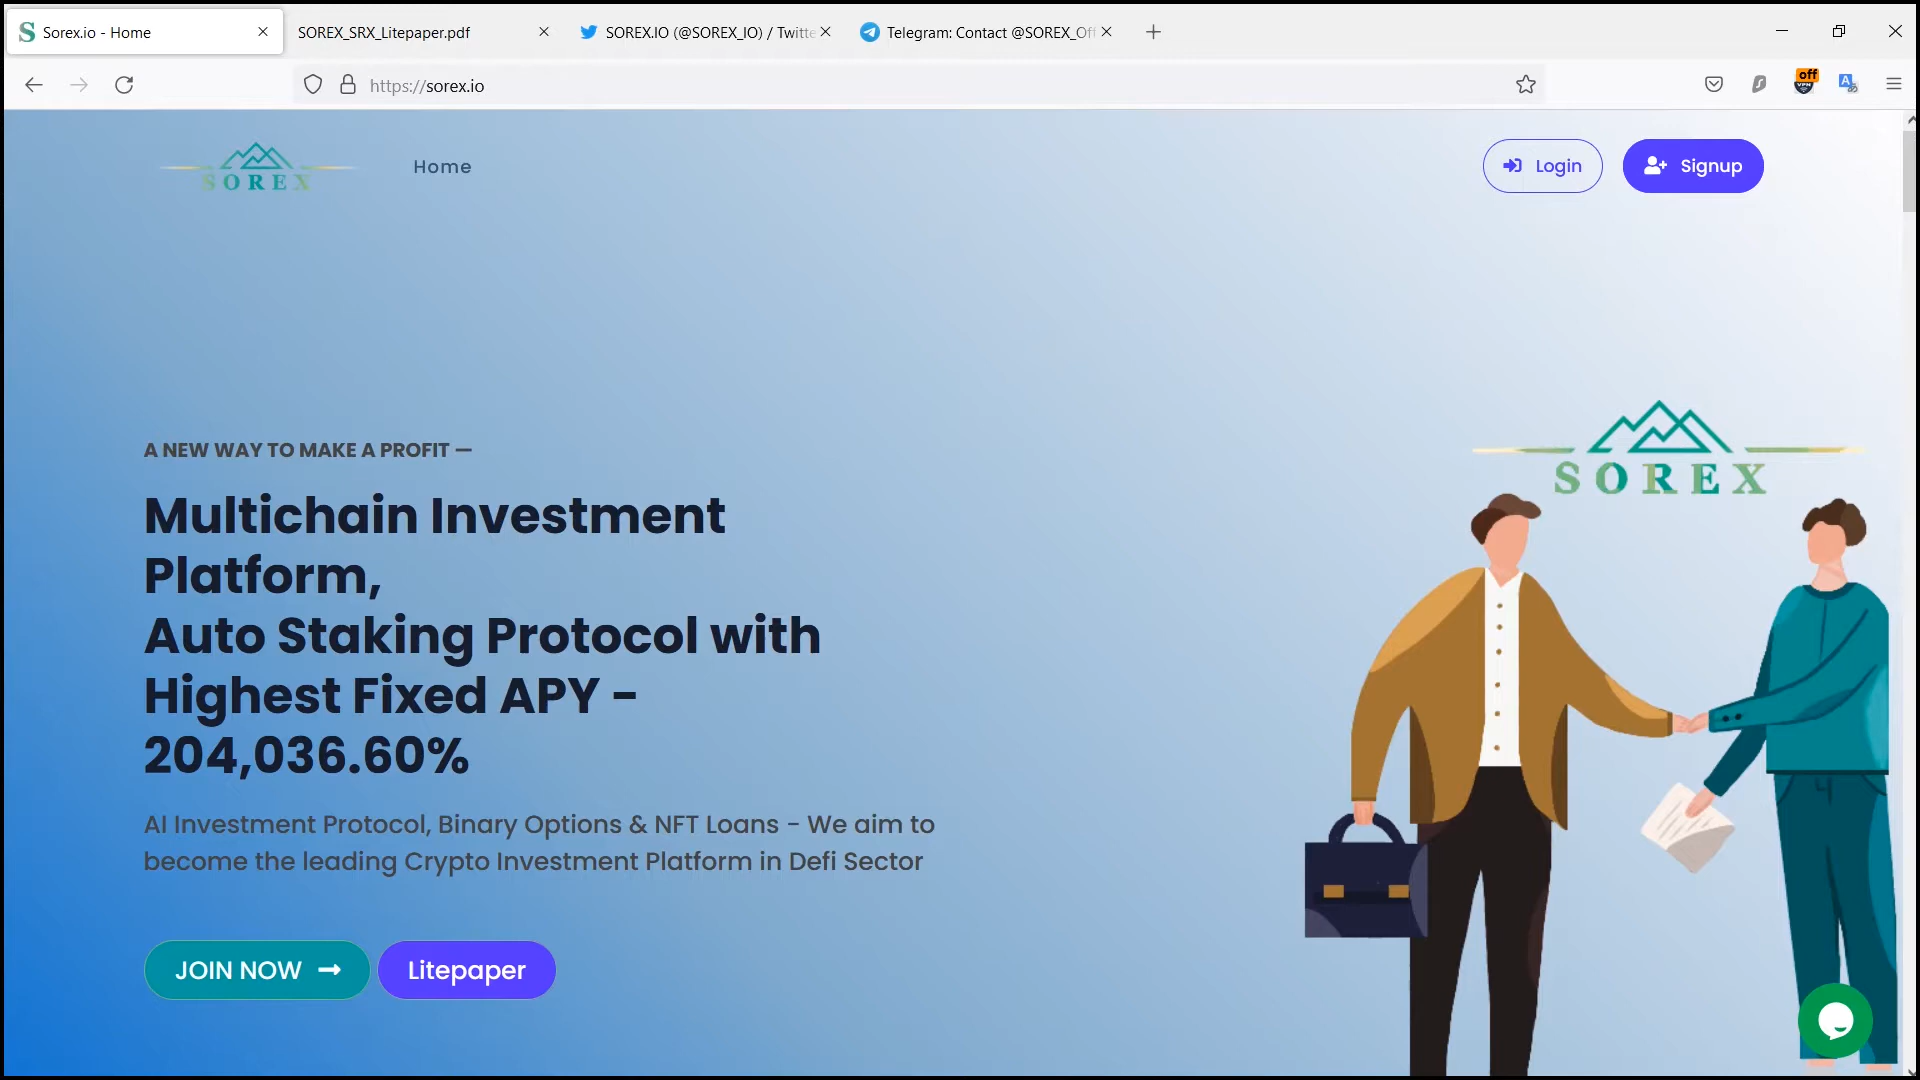 Sorex.io - Home
SOREX_SRX_Litepaper.pdf
SOREX.IO (@SOREX_IO) / Twitte
Telegram: Contact @SOREX_Of
https://sorex.io
off
VPN
SOREX
Home
Login
Signup
SOREX
A NEW WAY TO MAKE A PROFIT —
Multichain Investment
Platform,
Auto Staking Protocol with
Highest Fixed APY -
204,036.60%
AI Investment Protocol, Binary Options & NFT Loans - We aim to
become the leading Crypto Investment Platform in Defi Sector
JOIN NOW
Litepaper